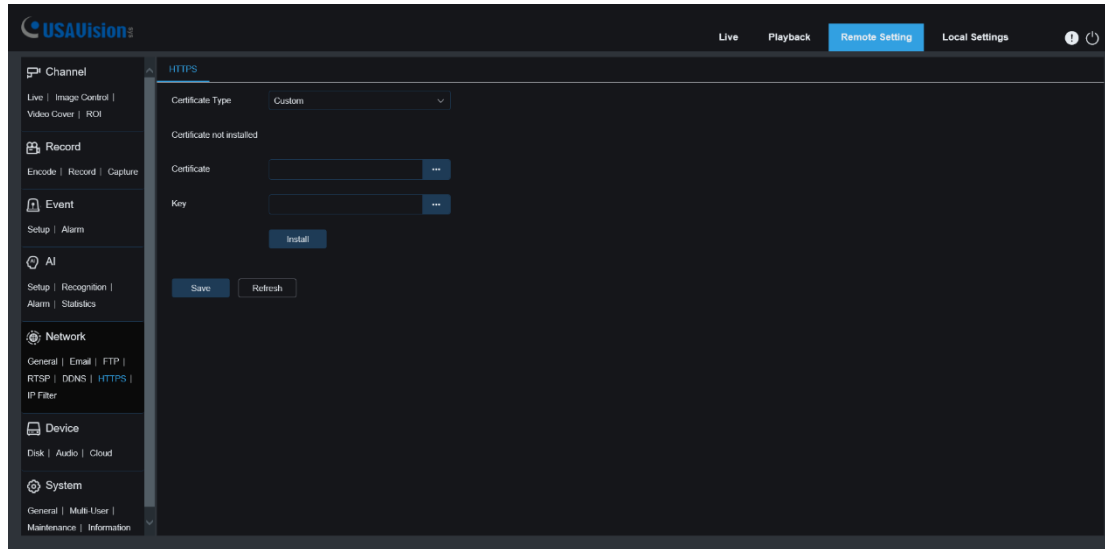 USAVision SYS
Live Playback Remote Setting Local Settings
Channel
Live | Image Control |
Video Cover | ROI
Record
Encode | Record | Capture
Event
Setup | Alarm
AI
Setup | Recognition |
Alarm | Statistics
Network
General | Email | FTP |
RTSP | DDNS | HTTPS |
IP Filter
Device
Disk | Audio | Cloud
System
General | Multi-User |
Maintenance | Information
HTTPS
Certificate Type Custom
Certificate not installed
Certificate ...
Key ...
Install
Save Refresh